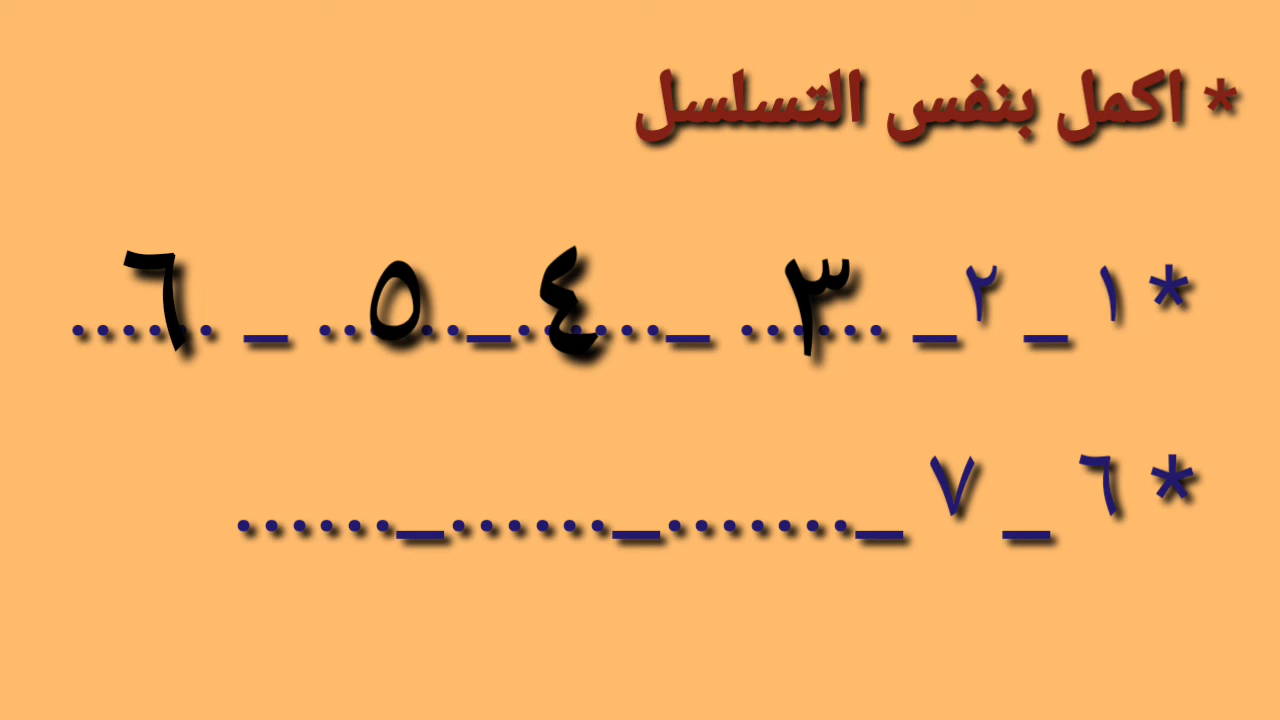 * اكمل بنفس التسلسل
* ١ _ ٢ _ ...٣... _ ...٤..._ ...٥... _ ...٦...
* ٦ _ ٧ _......._......_......